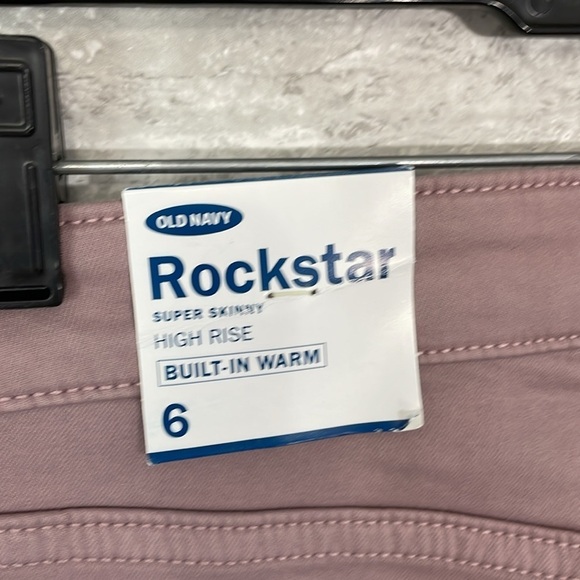 OLD NAVY
Rockstar
SUPER SKINNY
HIGH RISE
BUILT-IN WARM
6